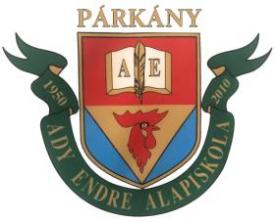 PÁRKÁNY
A E
1950
2010
ADY ENDRE ALAPISKOLA